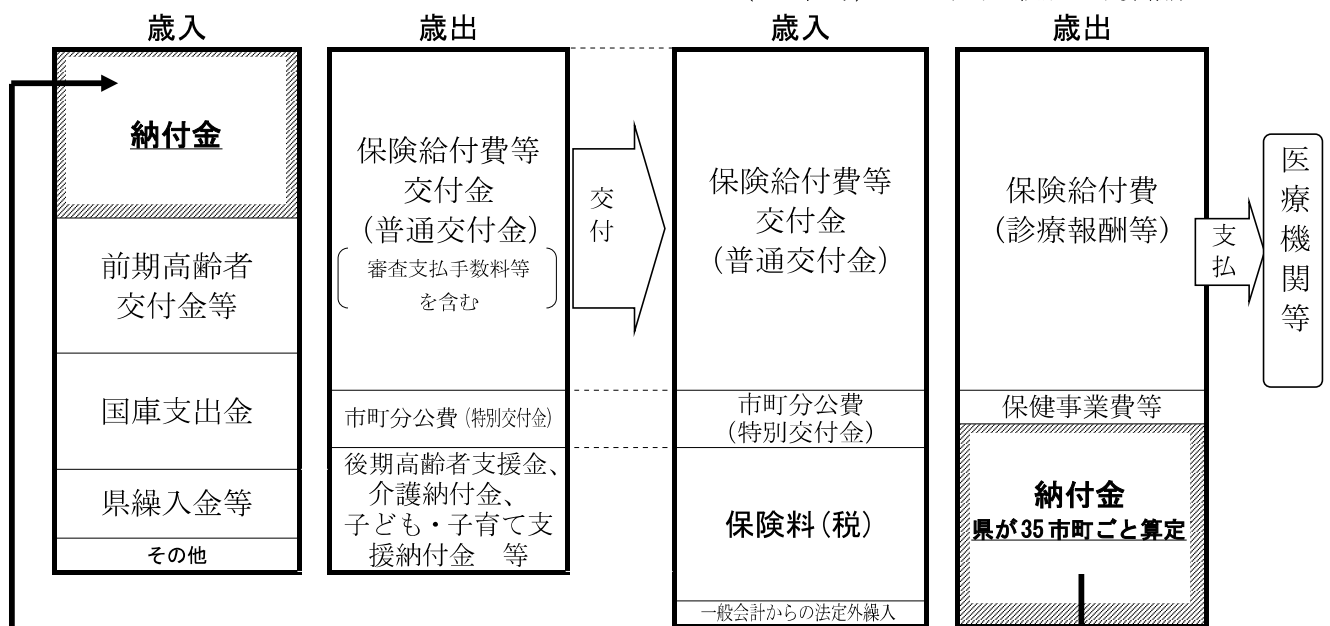 歳入
納付金
前期高齢者
交付金等
国庫支出金
県繰入金等
その他
歳出
保険給付費等
交付金
(普通交付金)
審査支払手数料等
を含む
市町分公費(特別交付金)
後期高齢者支援金、
介護納付金、
子ども・子育て支
援納付金 等
交付
歳入
保険給付費等
交付金
(普通交付金)
市町分公費
(特別交付金)
保険料(税)
一般会計からの法定外繰入
歳出
保険給付費
(診療報酬等)
保健事業費等
納付金
県が35市町ごと算定
支払
医療機関等